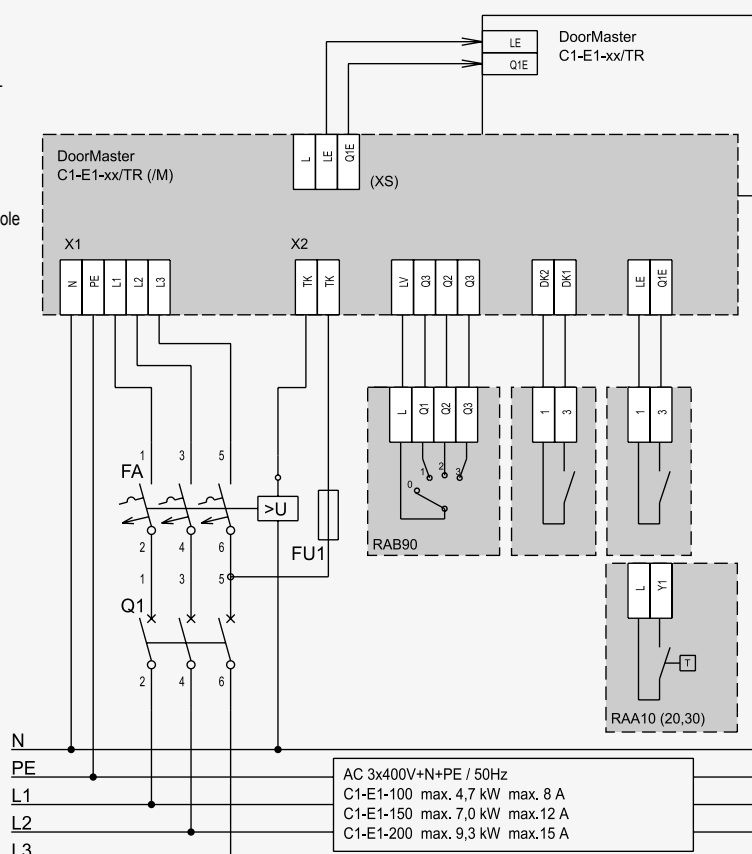 DoorMaster
C1-E1-xx/TR
LE
Q1E
DoorMaster
C1-E1-xx/TR (/M)
L
LE
Q1E
(XS)
ole
X1
X2
N
PE
L1
L2
L3
TK
TK
LV
Q3
Q2
Q3
DK2
DK1
LE
Q1E
L
Q1
Q2
Q3
1
3
1
3
0
1
2
3
RAB90
1
3
5
FA
>U
FU1
2
4
6
1
3
5
Q1
2
4
6
L
Y1
T
RAA10 (20,30)
N
PE
L1
L2
L3
AC 3x400V+N+PE / 50Hz
C1-E1-100 max. 4,7 kW max. 8 A
C1-E1-150 max. 7,0 kW max.12 A
C1-E1-200 max. 9,3 kW max.15 A